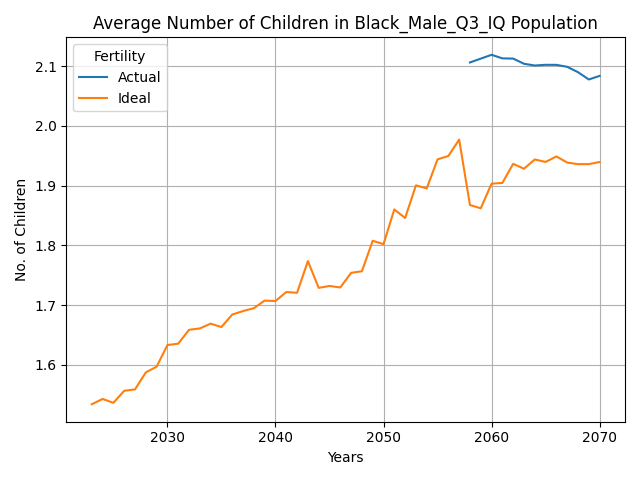 Average Number of Children in Black_Male_Q3_IQ Population
Fertility
Actual
Ideal
No. of Children
2.1
2.0
1.9
1.8
1.7
1.6
2030 2040 2050 2060 2070
Years